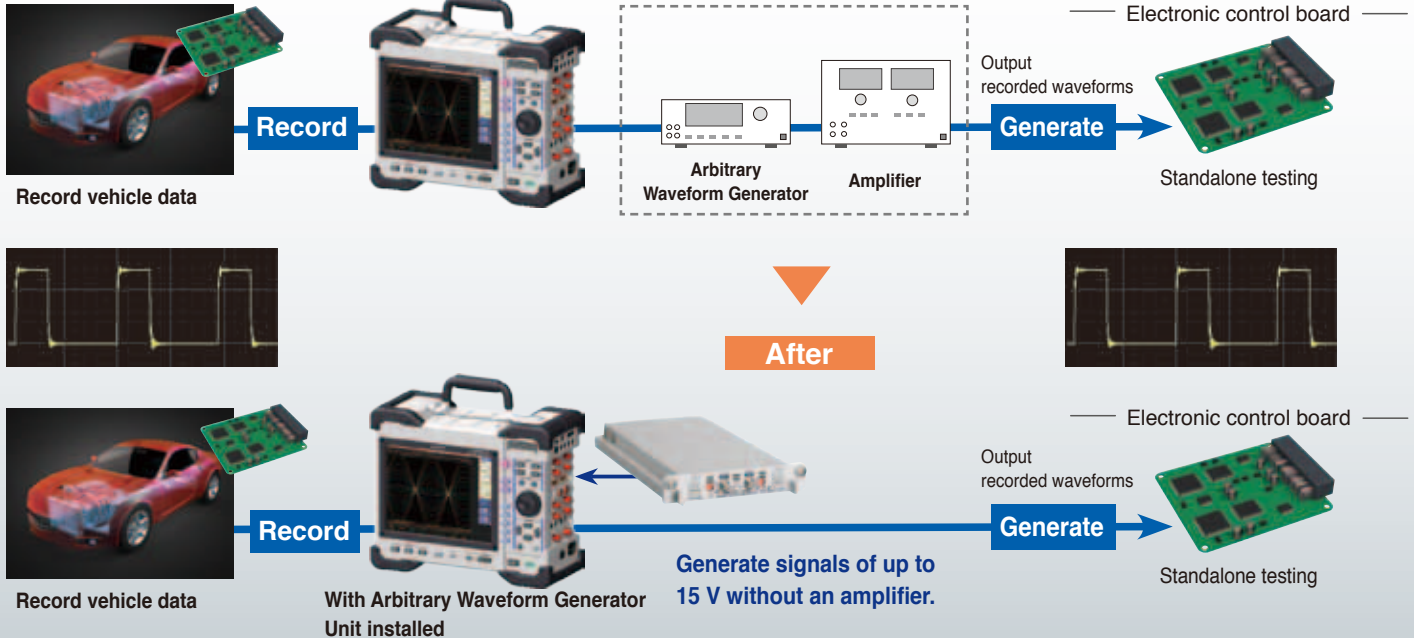 Electronic control board
Output
recorded waveforms
Record
Generate
Arbitrary
Waveform Generator
Amplifier
Record vehicle data
Standalone testing
After
Electronic control board
Output
recorded waveforms
Record
Generate
Generate signals of up to
15 V without an amplifier.
Standalone testing
Record vehicle data
With Arbitrary Waveform Generator
Unit installed